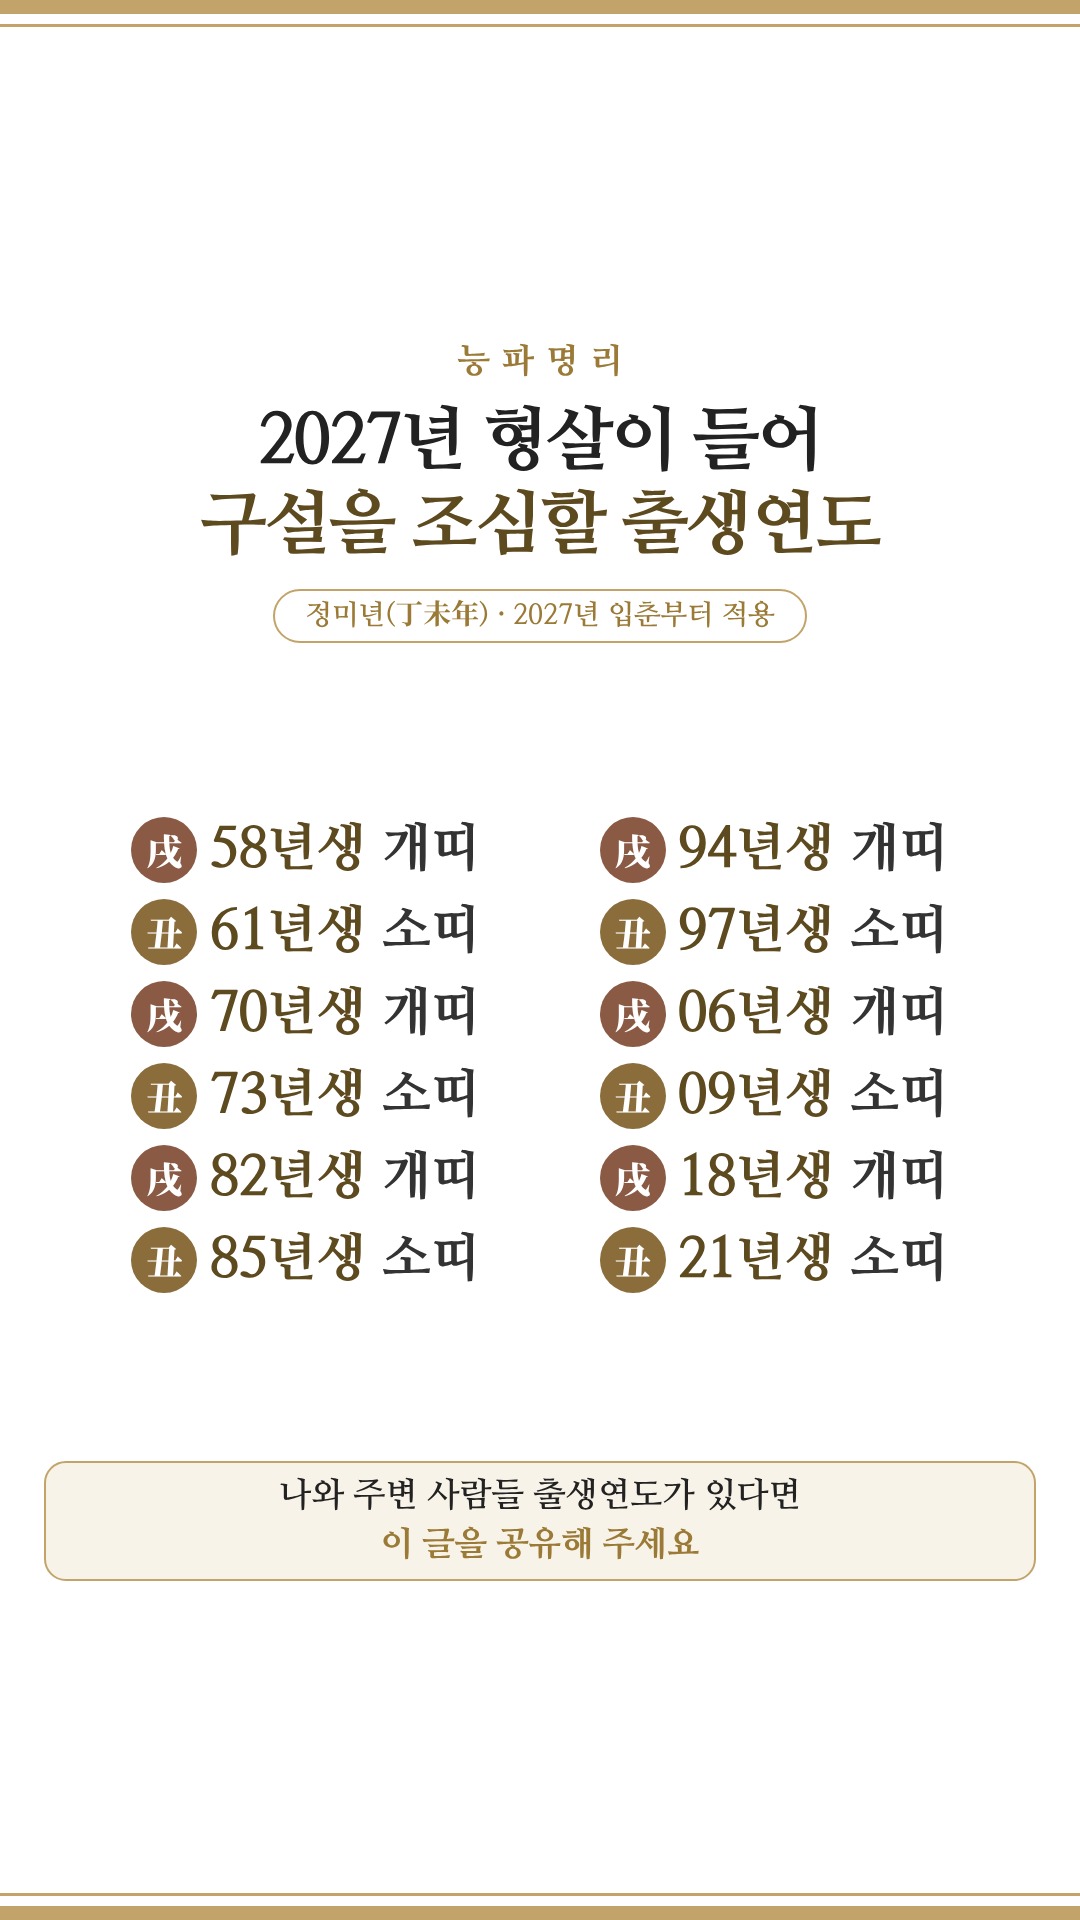 능파명리
2027년 형살이 들어
구설을 조심할 출생연도
정미년(丁未年) · 2027년 입춘부터 적용
戌 58년생 개띠
丑 61년생 소띠
戌 70년생 개띠
丑 73년생 소띠
戌 82년생 개띠
丑 85년생 소띠
戌 94년생 개띠
丑 97년생 소띠
戌 06년생 개띠
丑 09년생 소띠
戌 18년생 개띠
丑 21년생 소띠
나와 주변 사람들 출생연도가 있다면
이 글을 공유해 주세요